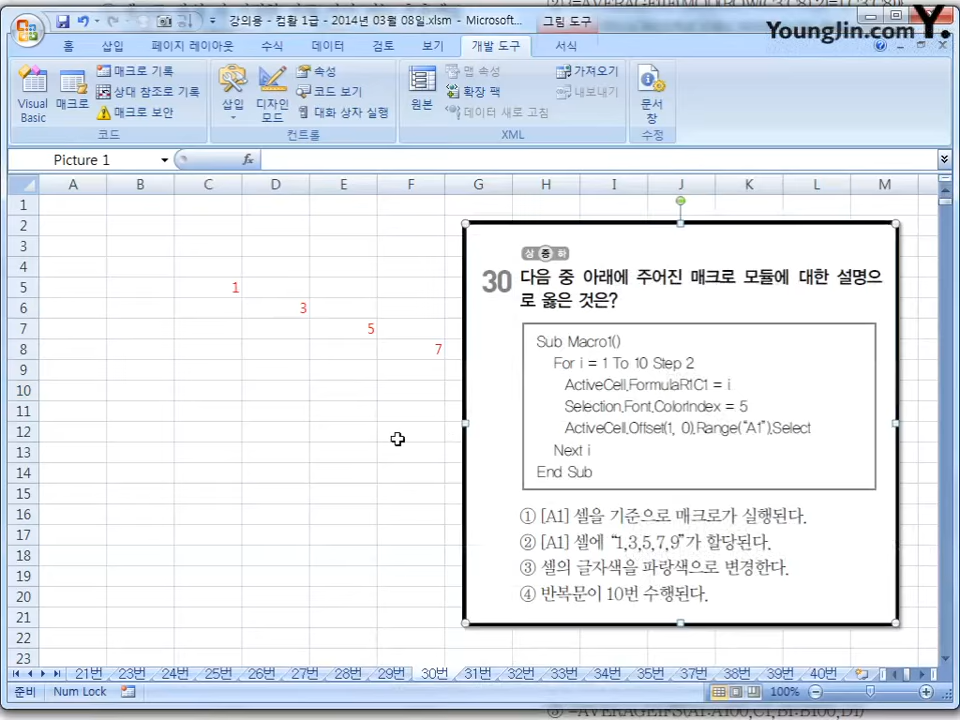 강의용 - 컴활 1급 - 2014년 03월 08일.xlsm - Microsoft...
그림 도구
YoungJin.com Y.
홈 삽입 페이지 레이아웃 수식 데이터 검토 보기 개발 도구 서식
Visual Basic
매크로
매크로 기록
상대 참조로 기록
매크로 보안
코드
삽입
디자인 모드
속성
코드 보기
대화 상자 실행
컨트롤
원본
맵 속성
확장 팩
데이터 새로 고침
가져오기
내보내기
XML
문서 창
수정
Picture 1
fx
A B C D E F G H I J K L M
1
2
3
4
5 1
6 3
7 5
8 7
9
10
11
12
13
14
15
16
17
18
19
20
21
22
23
상 중 하
30 다음 중 아래에 주어진 매크로 모듈에 대한 설명으
로 옳은 것은?
Sub Macro1()
For i = 1 To 10 Step 2
ActiveCell.FormulaR1C1 = i
Selection.Font.ColorIndex = 5
ActiveCell.Offset(1, 0).Range("A1").Select
Next i
End Sub
① [A1] 셀을 기준으로 매크로가 실행된다.
② [A1] 셀에 "1,3,5,7,9"가 할당된다.
③ 셀의 글자색을 파랑색으로 변경한다.
④ 반복문이 10번 수행된다.
21번 23번 24번 26번 27번 28번 29번 30번 31번 32번 33번 34번 35번 37번 38번 39번 40번
준비 Num Lock 100%